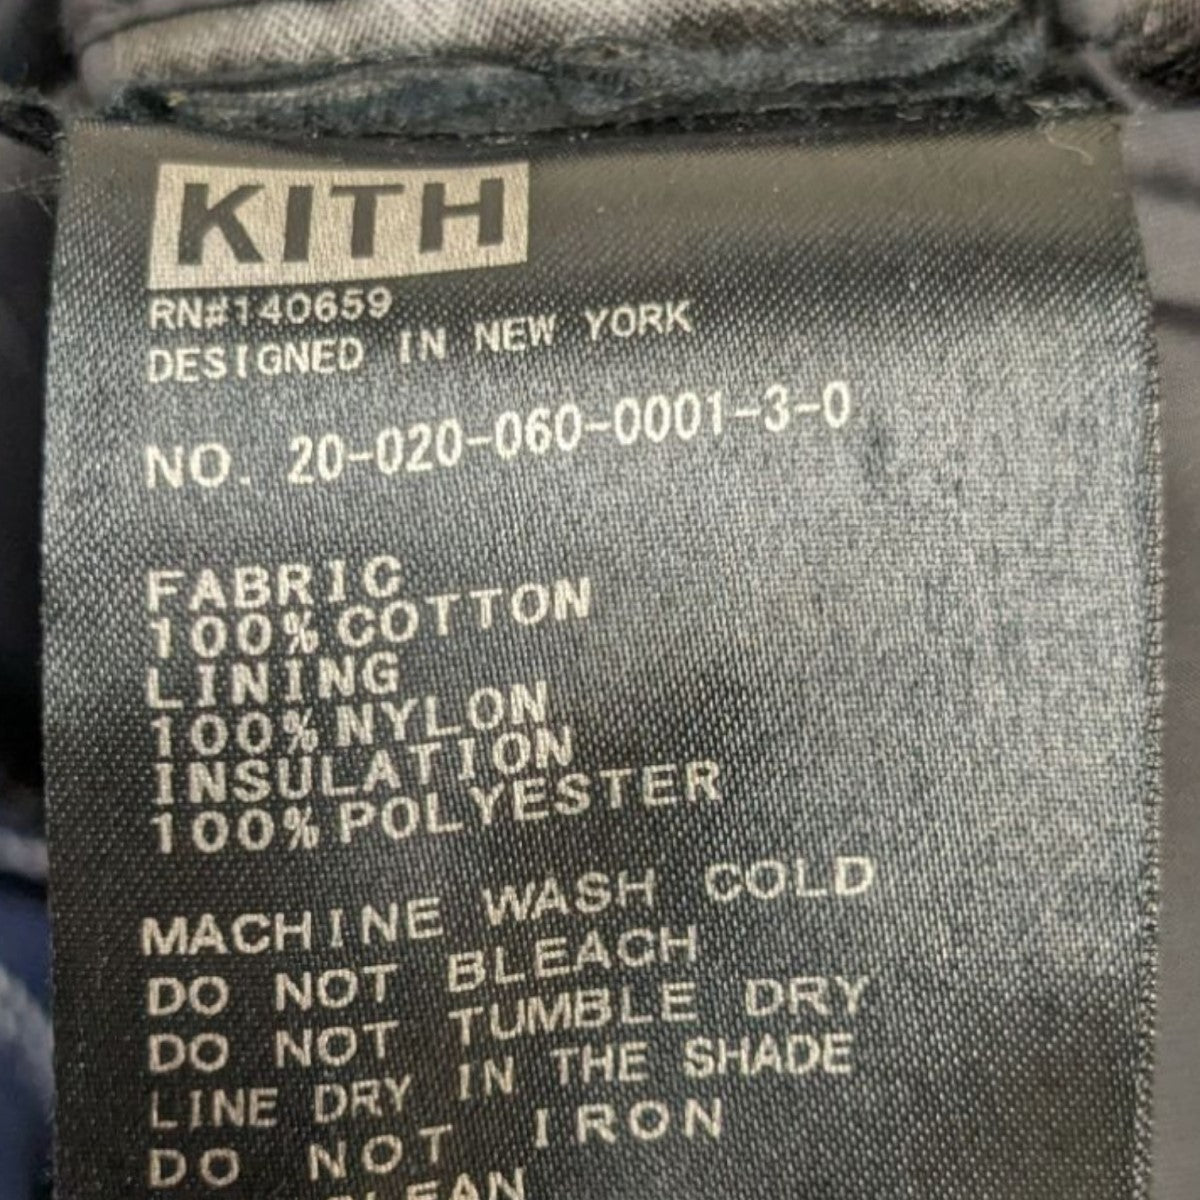 KITH
RN#140659
DESIGNED IN NEW YORK
NO. 20-020-060-0001-3-0
FABRIC
100% COTTON
LINING
100% NYLON
INSULATION
100% POLYESTER
MACHINE WASH COLD
DO NOT BLEACH
DO NOT TUMBLE DRY
LINE DRY IN THE SHADE
DO NOT IRON